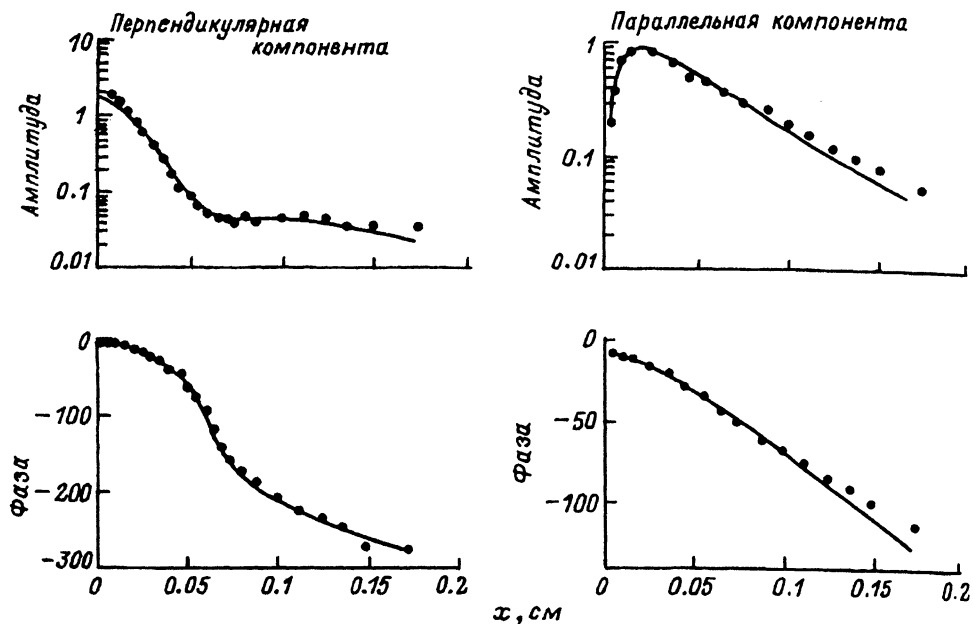 Перпендикулярная
компонента
Параллельная компонента
Амплитуда
10
1
0.1
0.01
Амплитуда
1
0.1
0.01
Фаза
0
-100
-200
-300
0 0.05 0.1 0.15 0.2
Фаза
0
-50
-100
0 0.05 0.1 0.15 0.2
x, см